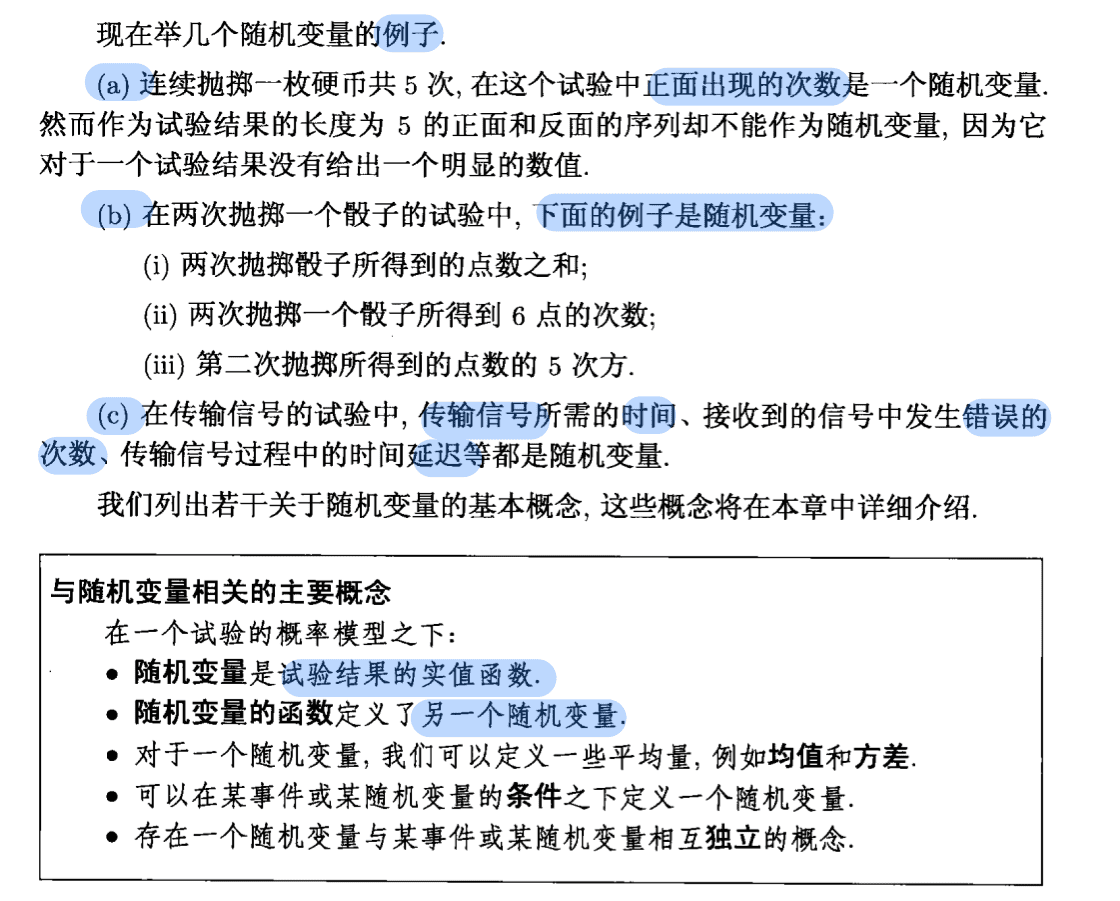 现在举几个随机变量的例子.
(a) 连续抛掷一枚硬币共 5 次, 在这个试验中正面出现的次数是一个随机变量.
然而作为试验结果的长度为 5 的正面和反面的序列却不能作为随机变量, 因为它
对于一个试验结果没有给出一个明显的数值.
(b) 在两次抛掷一个骰子的试验中, 下面的例子是随机变量:
(i) 两次抛掷骰子所得到的点数之和;
(ii) 两次抛掷一个骰子所得到 6 点的次数;
(iii) 第二次抛掷所得到的点数的 5 次方.
(c) 在传输信号的试验中, 传输信号所需的时间、接收到的信号中发生错误的
次数、传输信号过程中的时间延迟等都是随机变量.
我们列出若干关于随机变量的基本概念, 这些概念将在本章中详细介绍.
与随机变量相关的主要概念
在一个试验的概率模型之下:
• 随机变量是试验结果的实值函数.
• 随机变量的函数定义了另一个随机变量.
• 对于一个随机变量, 我们可以定义一些平均量, 例如均值和方差.
• 可以在某事件或某随机变量的条件之下定义一个随机变量.
• 存在一个随机变量与某事件或某随机变量相互独立的概念.